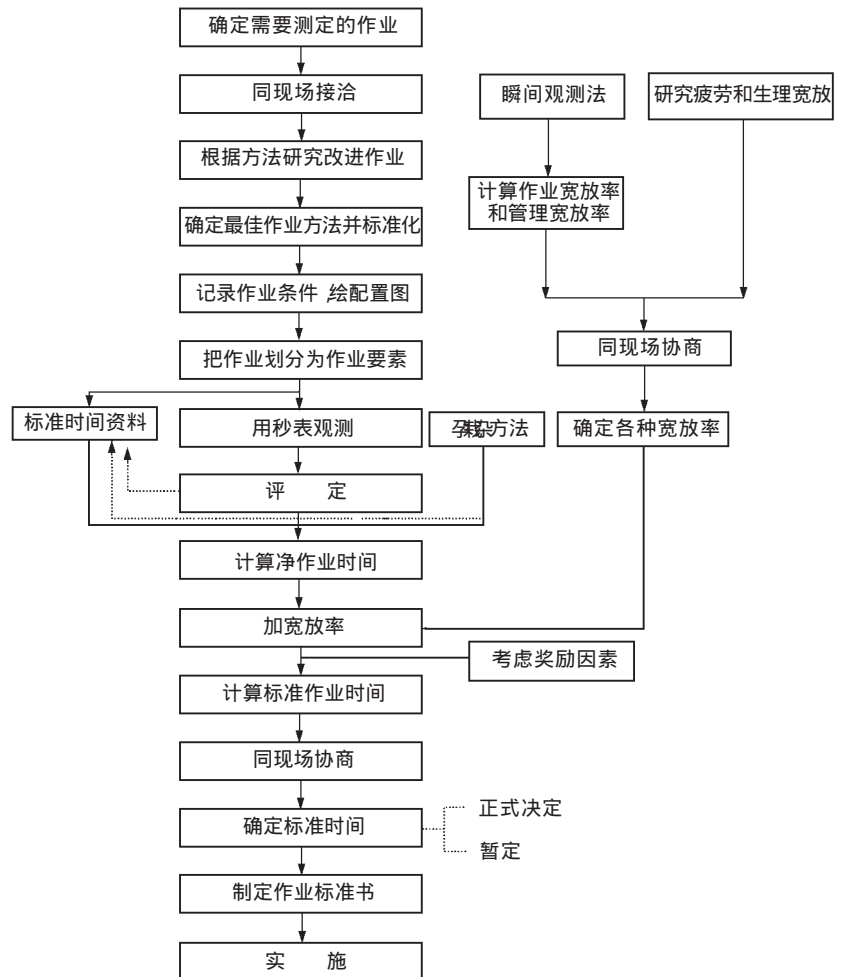 确定需要测定的作业
同现场接洽
瞬间观测法
研究疲劳和生理宽放
根据方法研究改进作业
计算作业宽放率
和管理宽放率
确定最佳作业方法并标准化
记录作业条件,绘配置图
同现场协商
把作业划分为作业要素
标准时间资料
用秒表观测
方法
确定各种宽放率
评 定
计算净作业时间
加宽放率
考虑奖励因素
计算标准作业时间
同现场协商
确定标准时间
正式决定
暂定
制定作业标准书
实 施